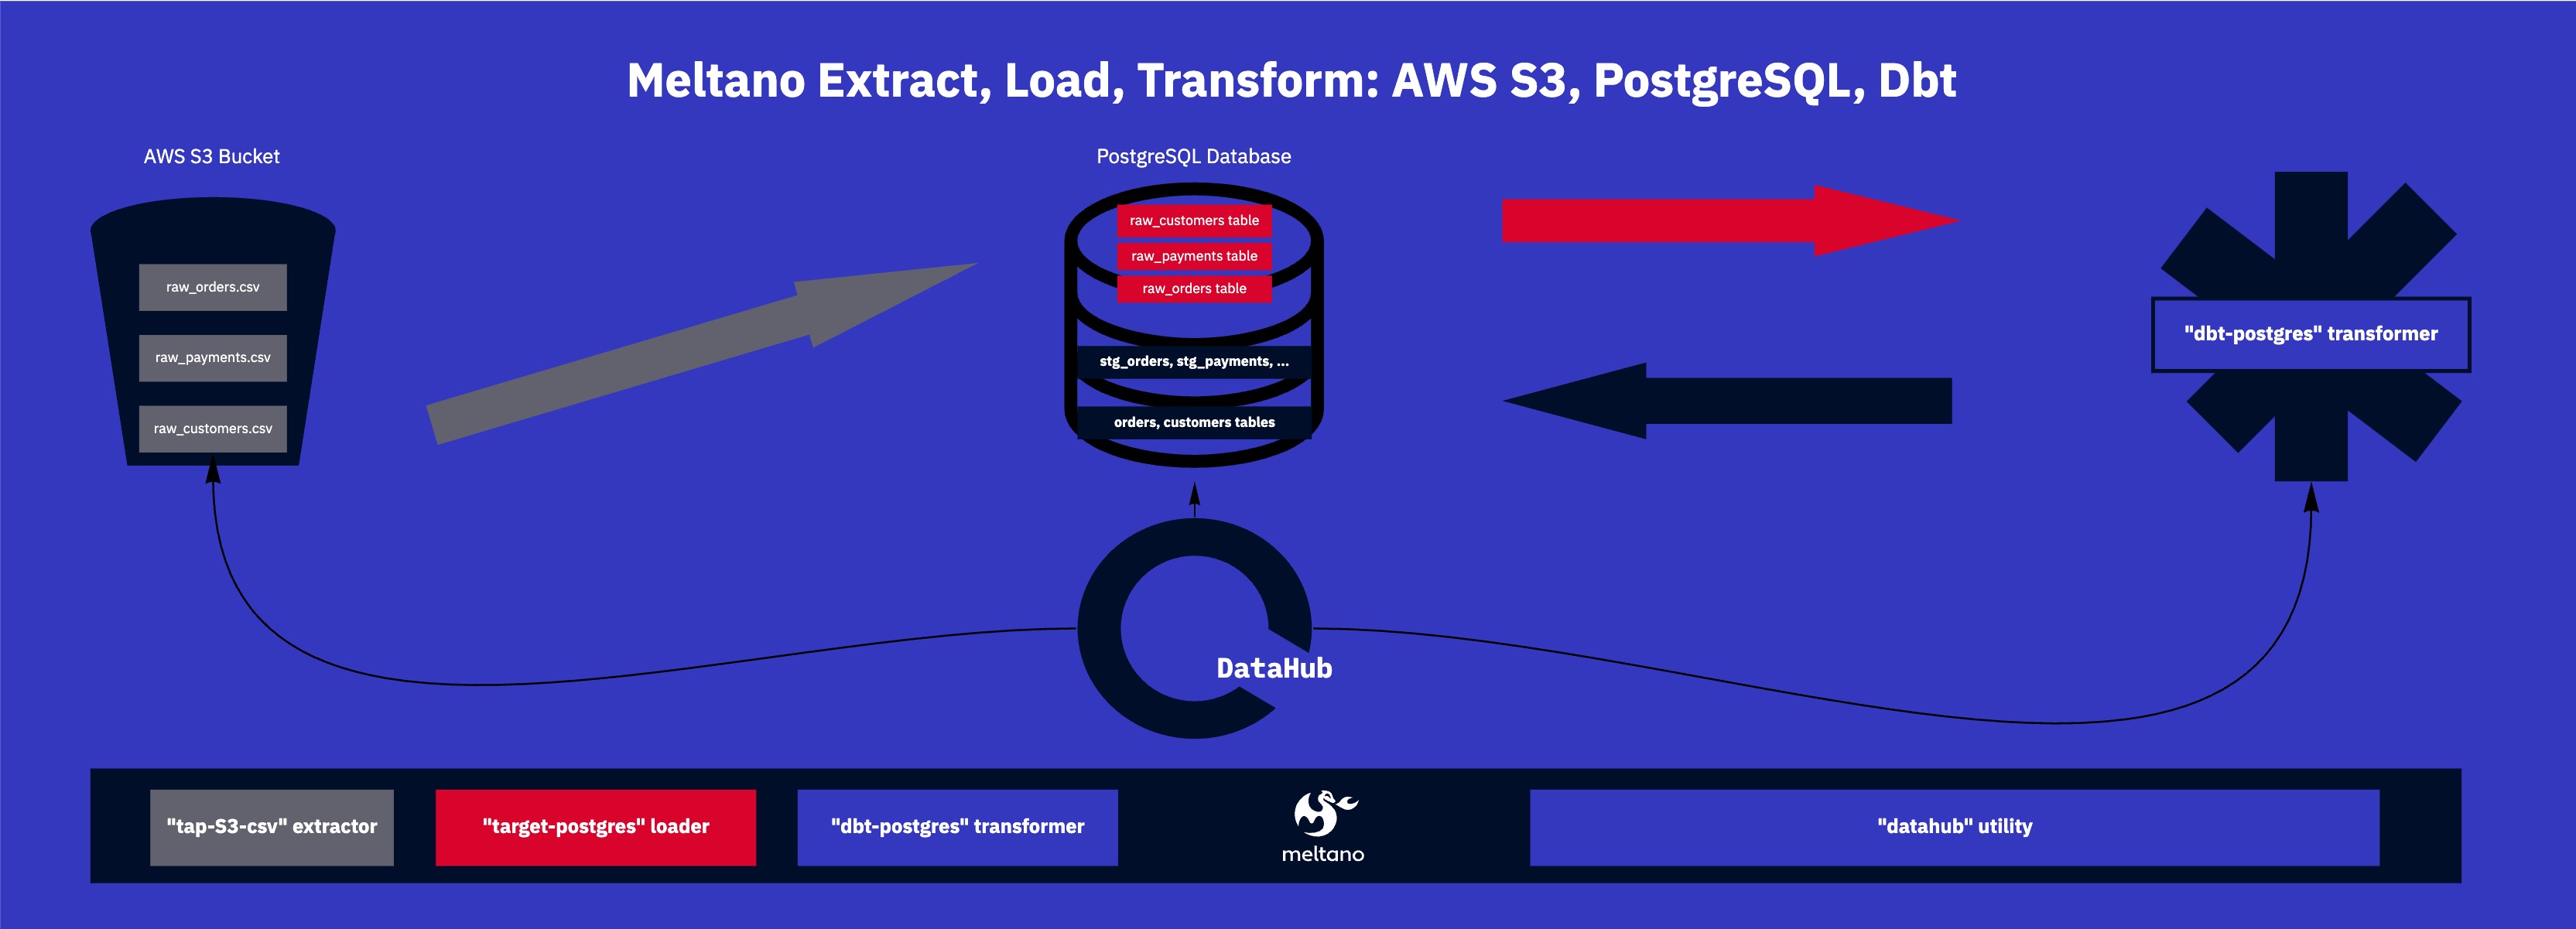 Meltano Extract, Load, Transform: AWS S3, PostgreSQL, Dbt
AWS S3 Bucket
raw_orders.csv
raw_payments.csv
raw_customers.csv
PostgreSQL Database
raw_customers table
raw_payments table
raw_orders table
stg_orders, stg_payments, ...
orders, customers tables
"dbt-postgres" transformer
DataHub
"tap-S3-csv" extractor
"target-postgres" loader
"dbt-postgres" transformer
meltano
"datahub" utility